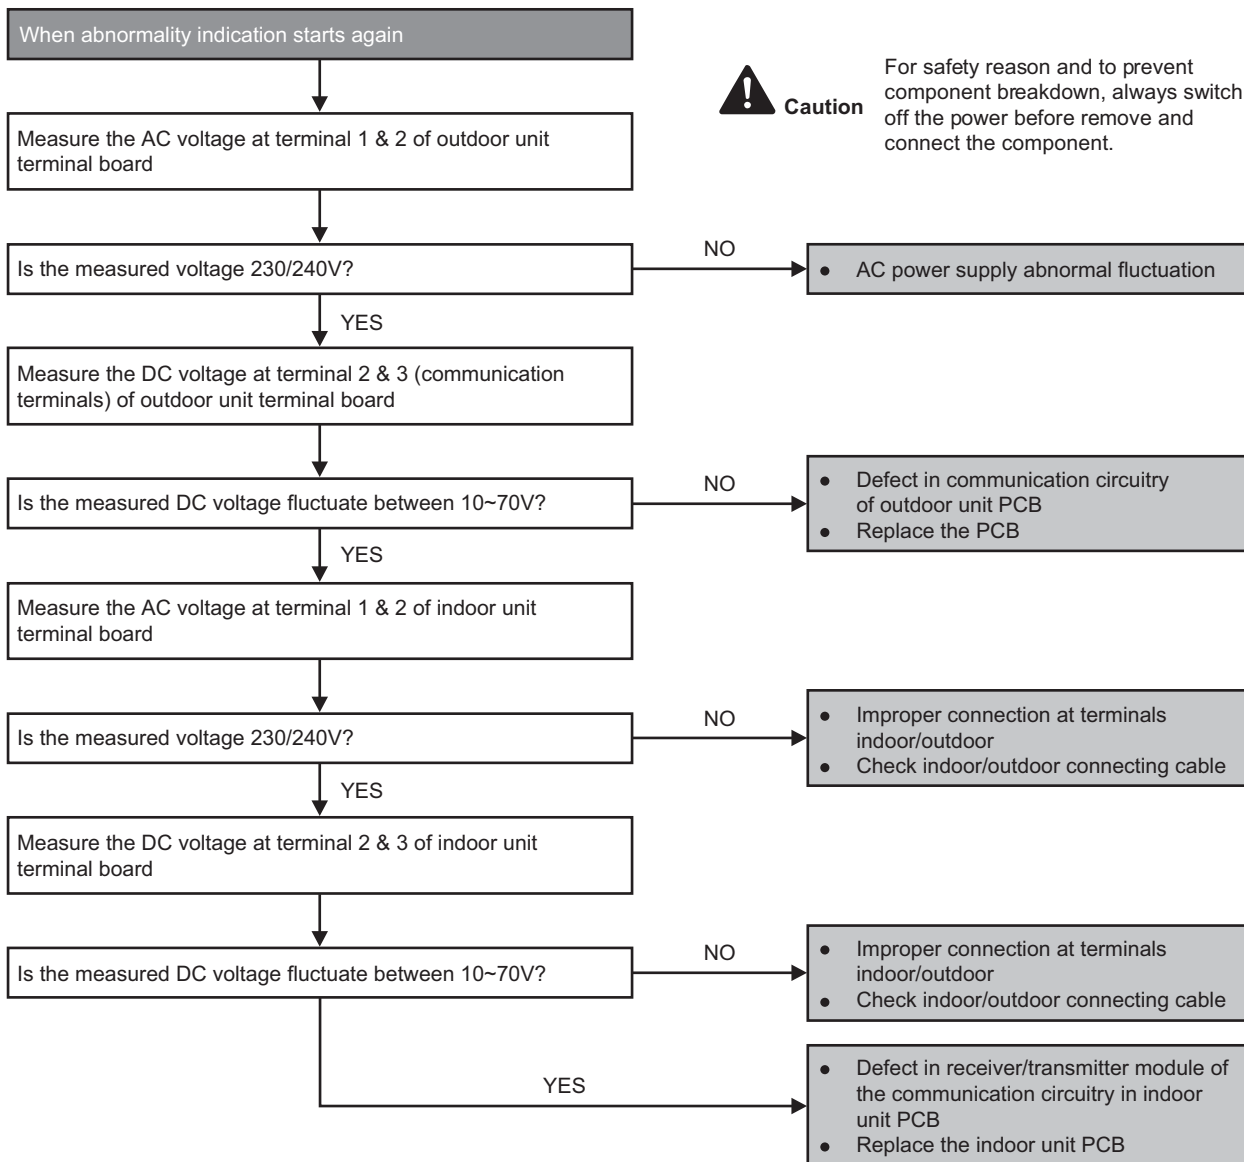 When abnormality indication starts again
For safety reason and to prevent
component breakdown, always switch
off the power before remove and
connect the component.
Caution
Measure the AC voltage at terminal 1 & 2 of outdoor unit
terminal board
Is the measured voltage 230/240V?
NO
● AC power supply abnormal fluctuation
YES
Measure the DC voltage at terminal 2 & 3 (communication
terminals) of outdoor unit terminal board
Is the measured DC voltage fluctuate between 10~70V?
NO
● Defect in communication circuitry
of outdoor unit PCB
● Replace the PCB
YES
Measure the AC voltage at terminal 1 & 2 of indoor unit
terminal board
Is the measured voltage 230/240V?
NO
● Improper connection at terminals
indoor/outdoor
● Check indoor/outdoor connecting cable
YES
Measure the DC voltage at terminal 2 & 3 of indoor unit
terminal board
Is the measured DC voltage fluctuate between 10~70V?
NO
● Improper connection at terminals
indoor/outdoor
● Check indoor/outdoor connecting cable
YES
● Defect in receiver/transmitter module of
the communication circuitry in indoor
unit PCB
● Replace the indoor unit PCB